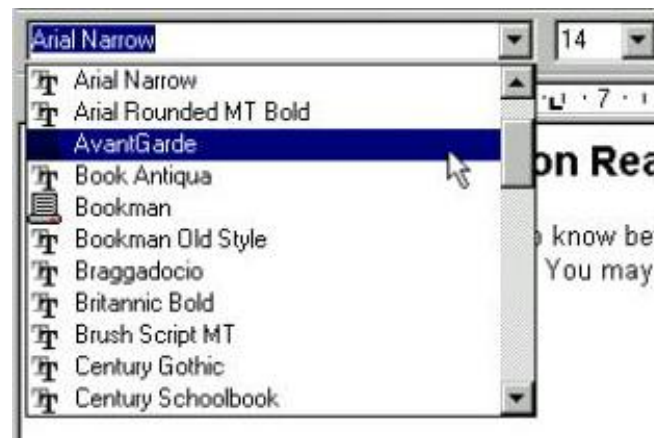 Arial Narrow 14
Arial Narrow
Arial Rounded MT Bold
7
AvantGarde
on Rea
Book Antiqua
Bookman
Bookman Old Style
know be
Braggadocio
You may
Britannic Bold
Brush Script MT
Century Gothic
Century Schoolbook